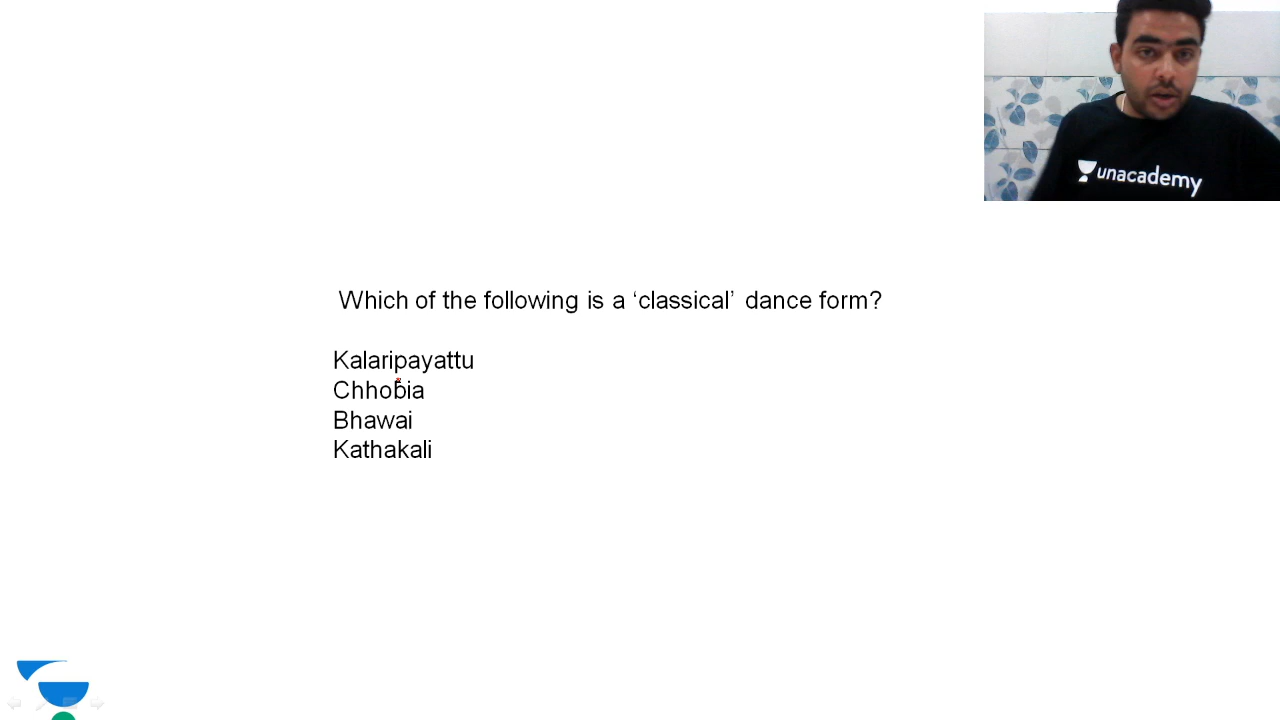 unacademy
Which of the following is a ‘classical’ dance form?
Kalaripayattu
Chhobia
Bhawai
Kathakali